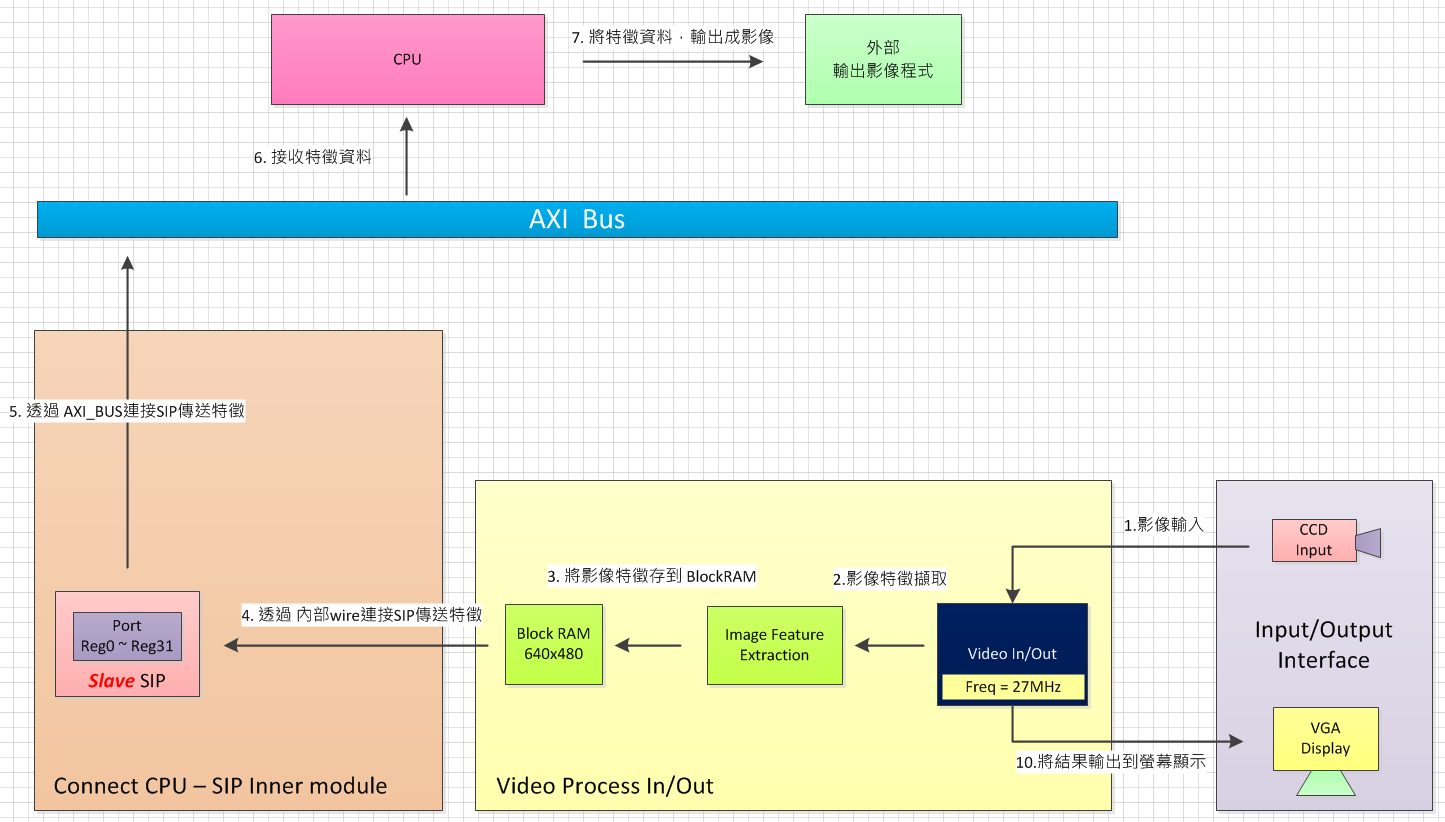 CPU
7. 將特徵資料，輸出成影像
外部
輸出影像程式
6. 接收特徵資料
AXI Bus
5. 透過 AXI_BUS連接SIP傳送特徵
1.影像輸入
CCD
Input
3. 將影像特徵存到 BlockRAM
2.影像特徵擷取
4. 透過 內部wire連接SIP傳送特徵
Port
Reg0 ~ Reg31
Slave SIP
Block RAM
640x480
Image Feature
Extraction
Video In/Out
Freq = 27MHz
Input/Output
Interface
VGA
Display
10.將結果輸出到螢幕顯示
Connect CPU – SIP Inner module
Video Process In/Out